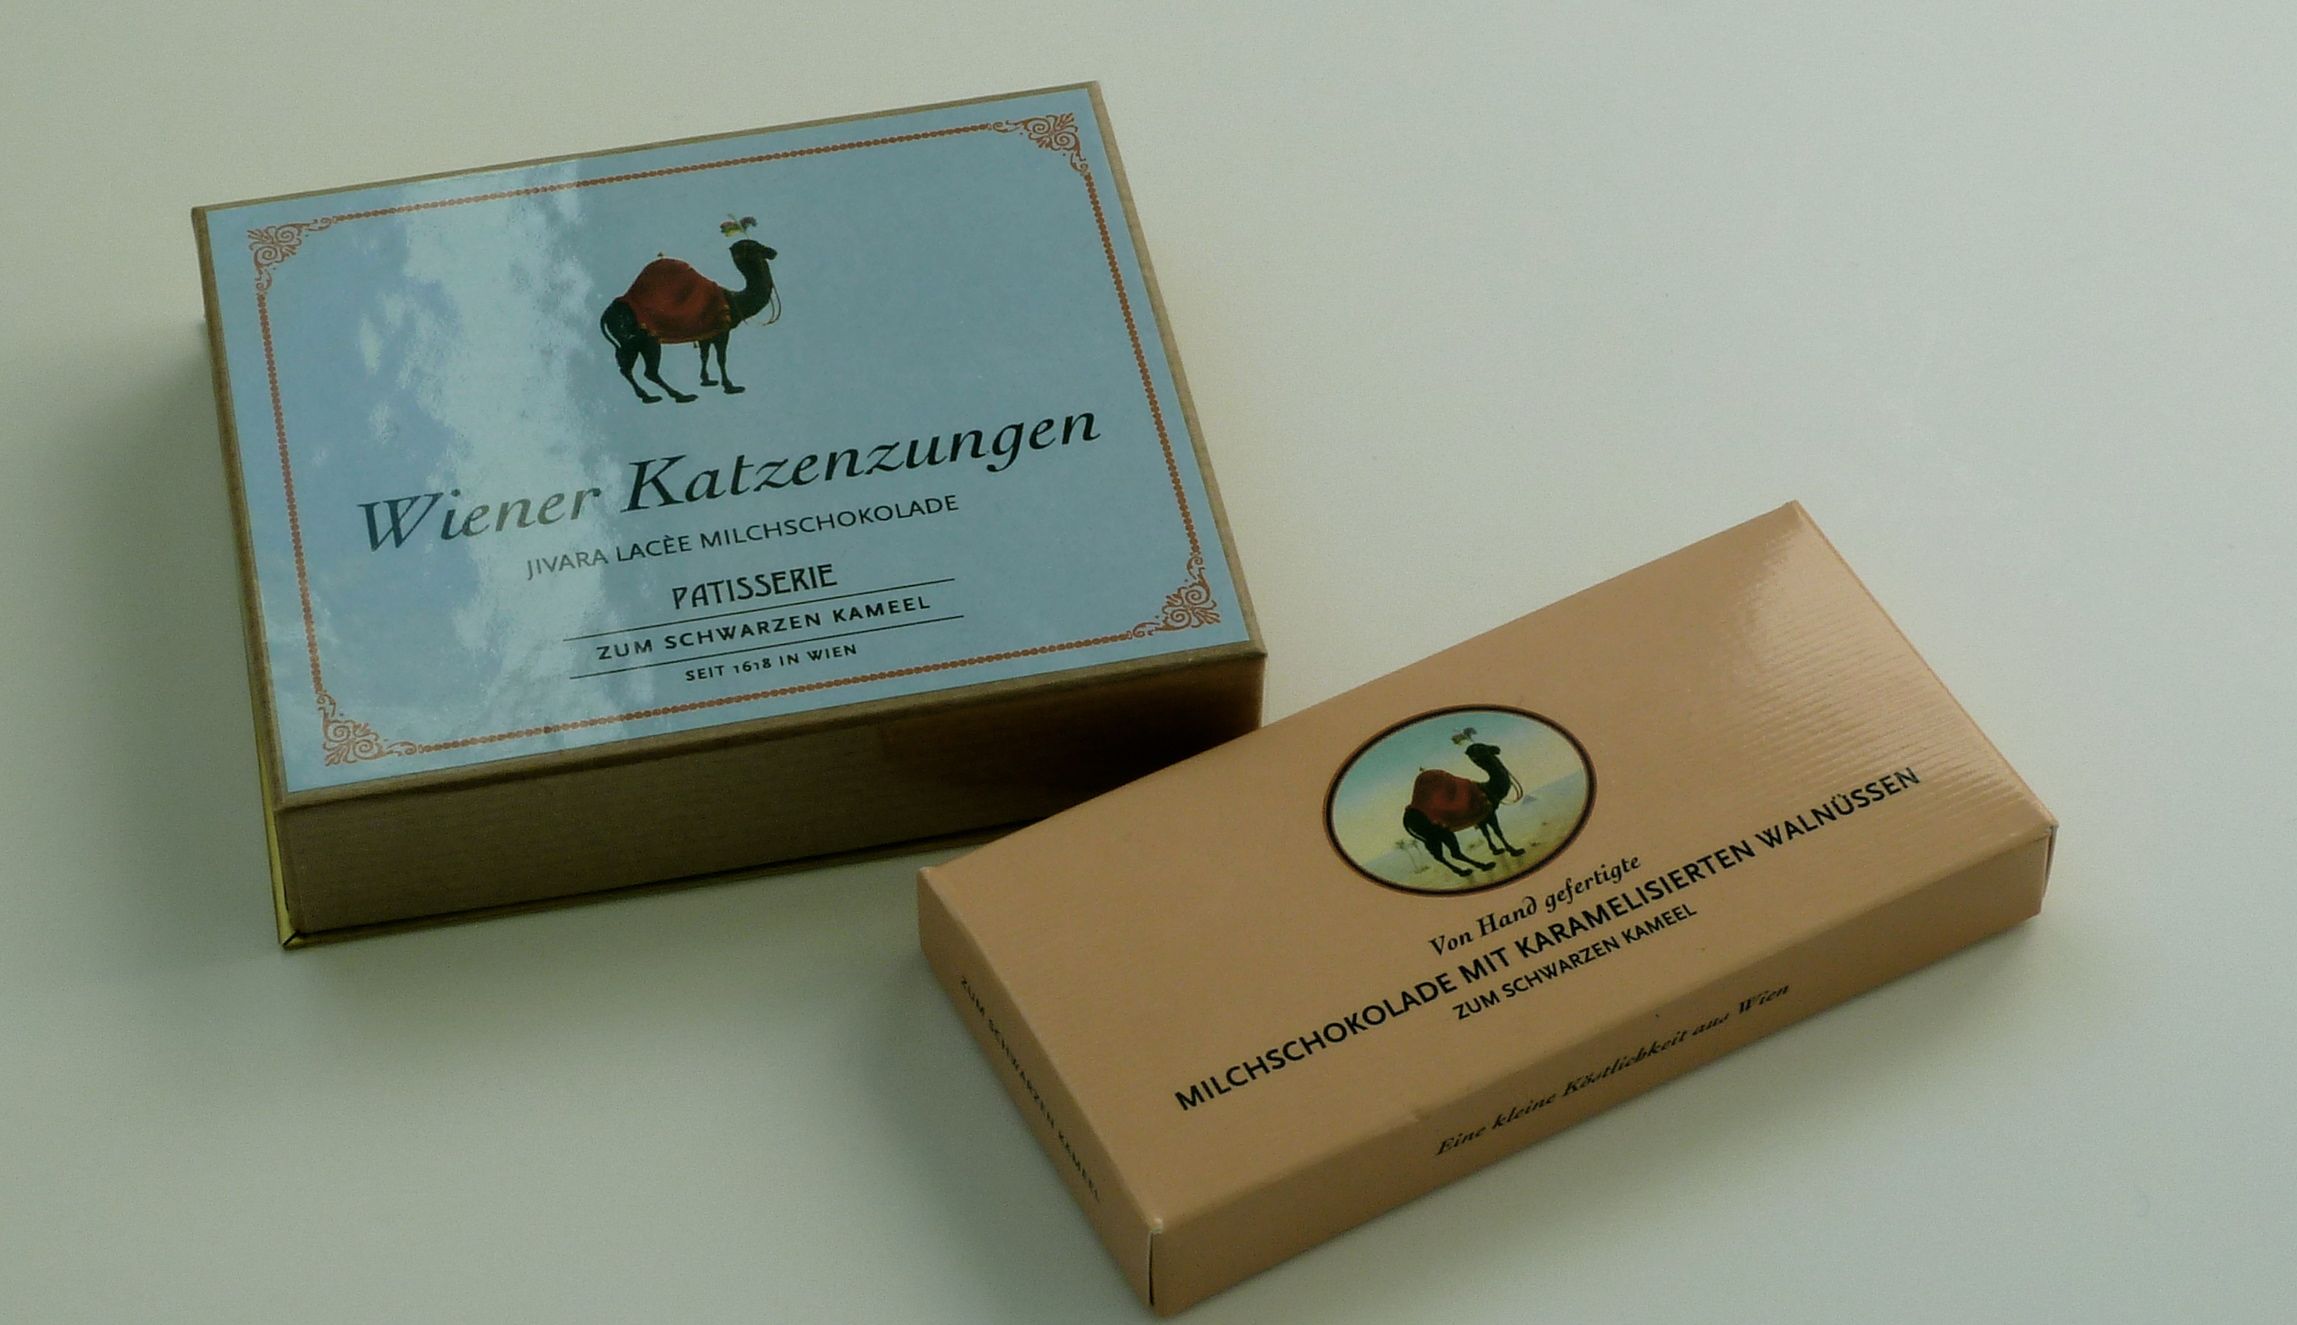 Wiener Katzenzungen
JIVARA LACÈE MILCHSCHOKOLADE
PATISSERIE
ZUM SCHWARZEN KAMEEL
SEIT 1618 IN WIEN
Von Hand gefertigte
MILCHSCHOKOLADE MIT KARAMELISIERTEN WALNÜSSEN
ZUM SCHWARZEN KAMEEL
Eine kleine Köstlichkeit aus Wien
ZUM SCHWARZEN KAMEEL